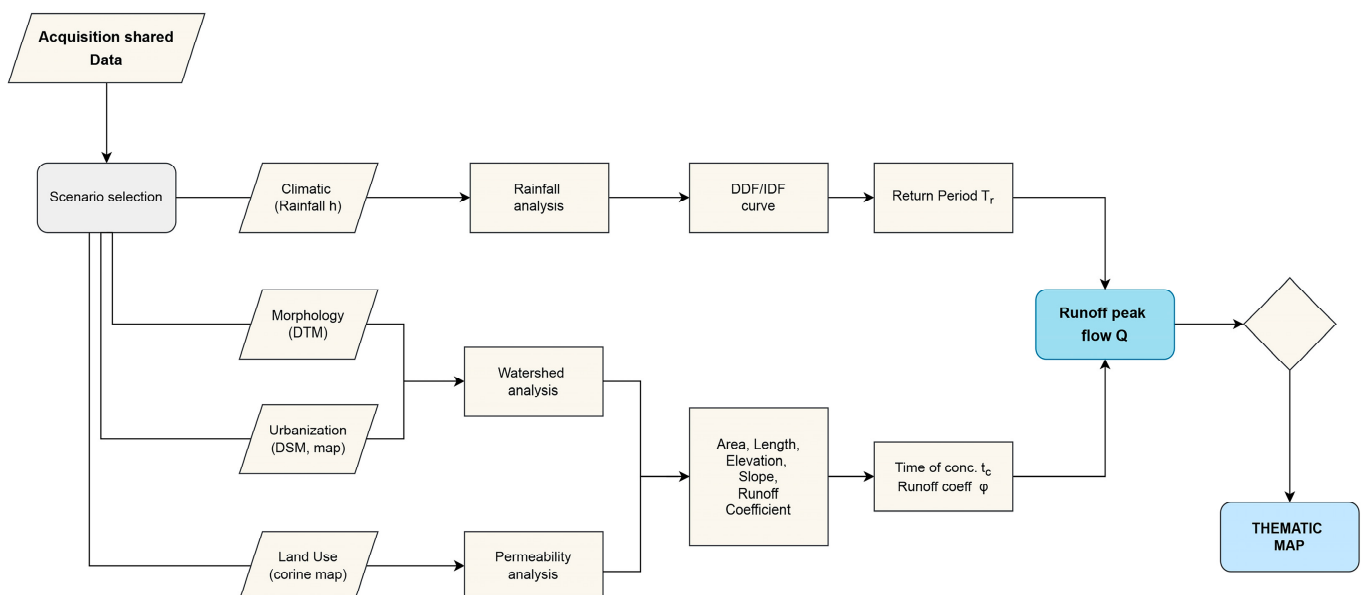 Acquisition shared
Data
Scenario selection
Climatic
(Rainfall h)
Rainfall
analysis
DDF/IDF
curve
Return Period Tr
Morphology
(DTM)
Urbanization
(DSM, map)
Watershed
analysis
Land Use
(corine map)
Permeability
analysis
Area, Length,
Elevation,
Slope,
Runoff
Coefficient
Time of conc. tc
Runoff coeff φ
Runoff peak
flow Q
THEMATIC
MAP